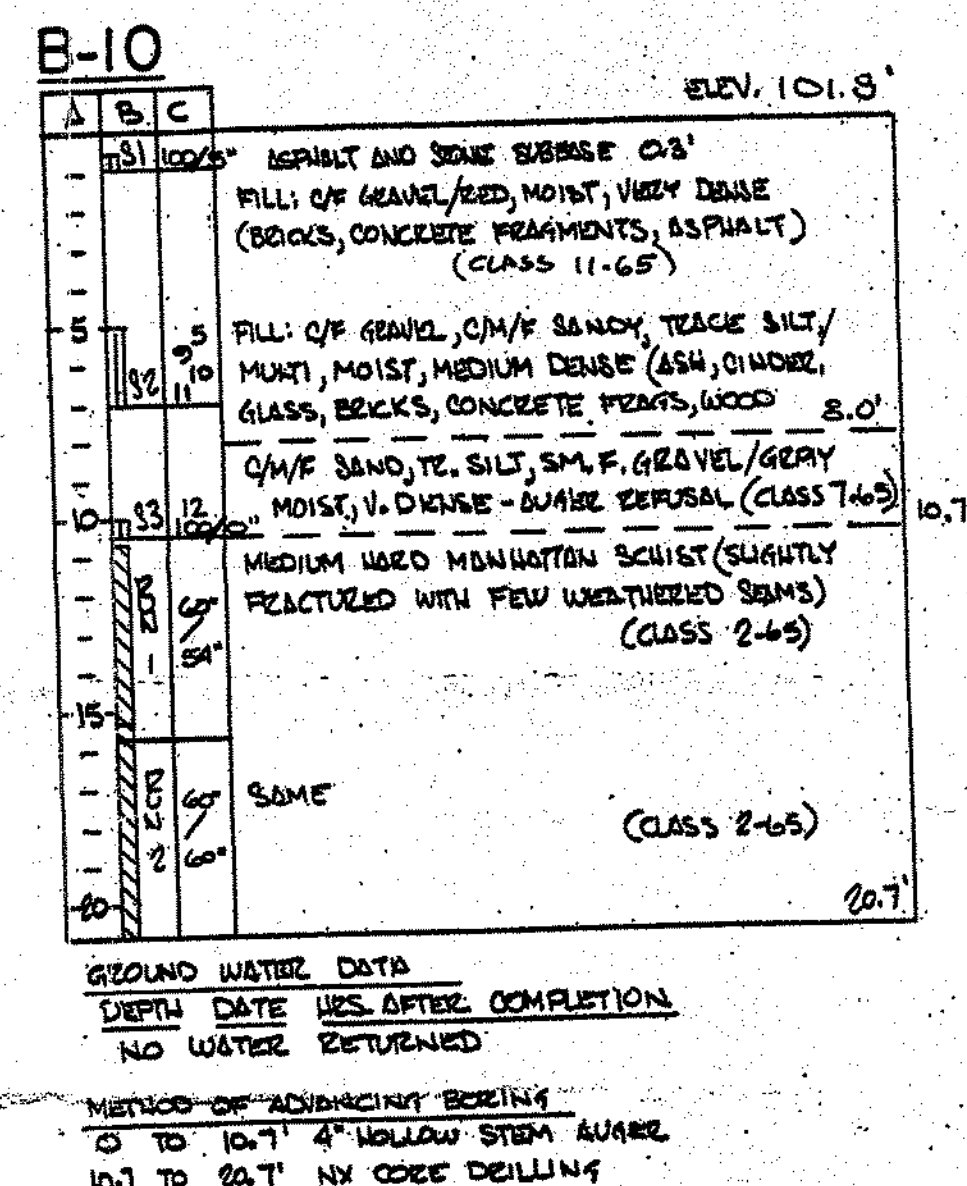 B-10
ELEV. 101.8'
A B C
S1 100/5" ASPHALT AND STONE SUBBASE 0.3'
FILL: C/F GRAVEL/RED, MOIST, VERY DENSE
(BRICKS, CONCRETE FRAGMENTS, ASPHALT)
(CLASS 11-65)
5 5 FILL: C/F GRAVEL, C/M/F SANDY, TRACE SILT/
9
S2 10 MULTI, MOIST, MEDIUM DENSE (ASH, CINDER,
11 GLASS, BRICKS, CONCRETE FRAGS, WOOD 8.0'
C/M/F SAND, TR. SILT, SM. F. GRAVEL/GRAY
10 S3 12 MOIST, V. DENSE - AUGER REFUSAL (CLASS 7-65) 10.7
100/0"
MEDIUM HARD MANHATTAN SCHIST (SLIGHTLY
RUN 1 60"/54" FRACTURED WITH FEW WEATHERED SEAMS)
(CLASS 2-65)
15
RUN 2 60"/60" SAME
(CLASS 2-65)
20 20.7'
GROUND WATER DATA
DEPTH DATE HRS. AFTER COMPLETION
NO WATER RETURNED
METHOD OF ADVANCING BORING
0 TO 10.7' 4" HOLLOW STEM AUGER
10.7 TO 20.7' NX CORE DRILLING